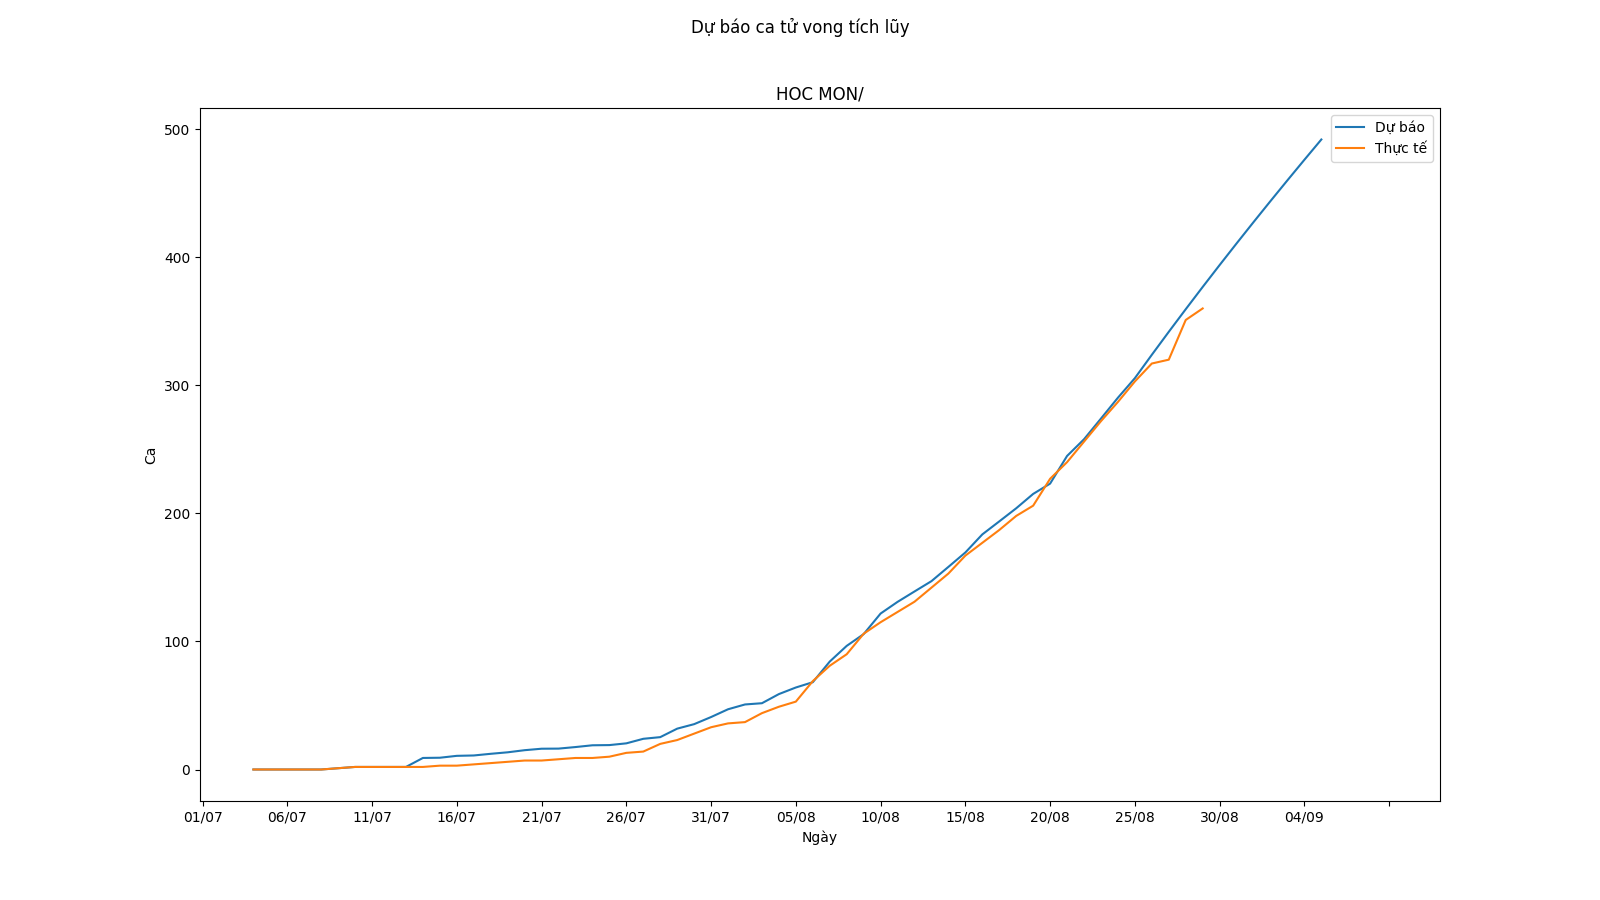 Dự báo ca tử vong tích lũy
HOC MON/
Dự báo
Thực tế
500
400
300
200
100
0
Ca
01/07 06/07 11/07 16/07 21/07 26/07 31/07 05/08 10/08 15/08 20/08 25/08 30/08 04/09
Ngày